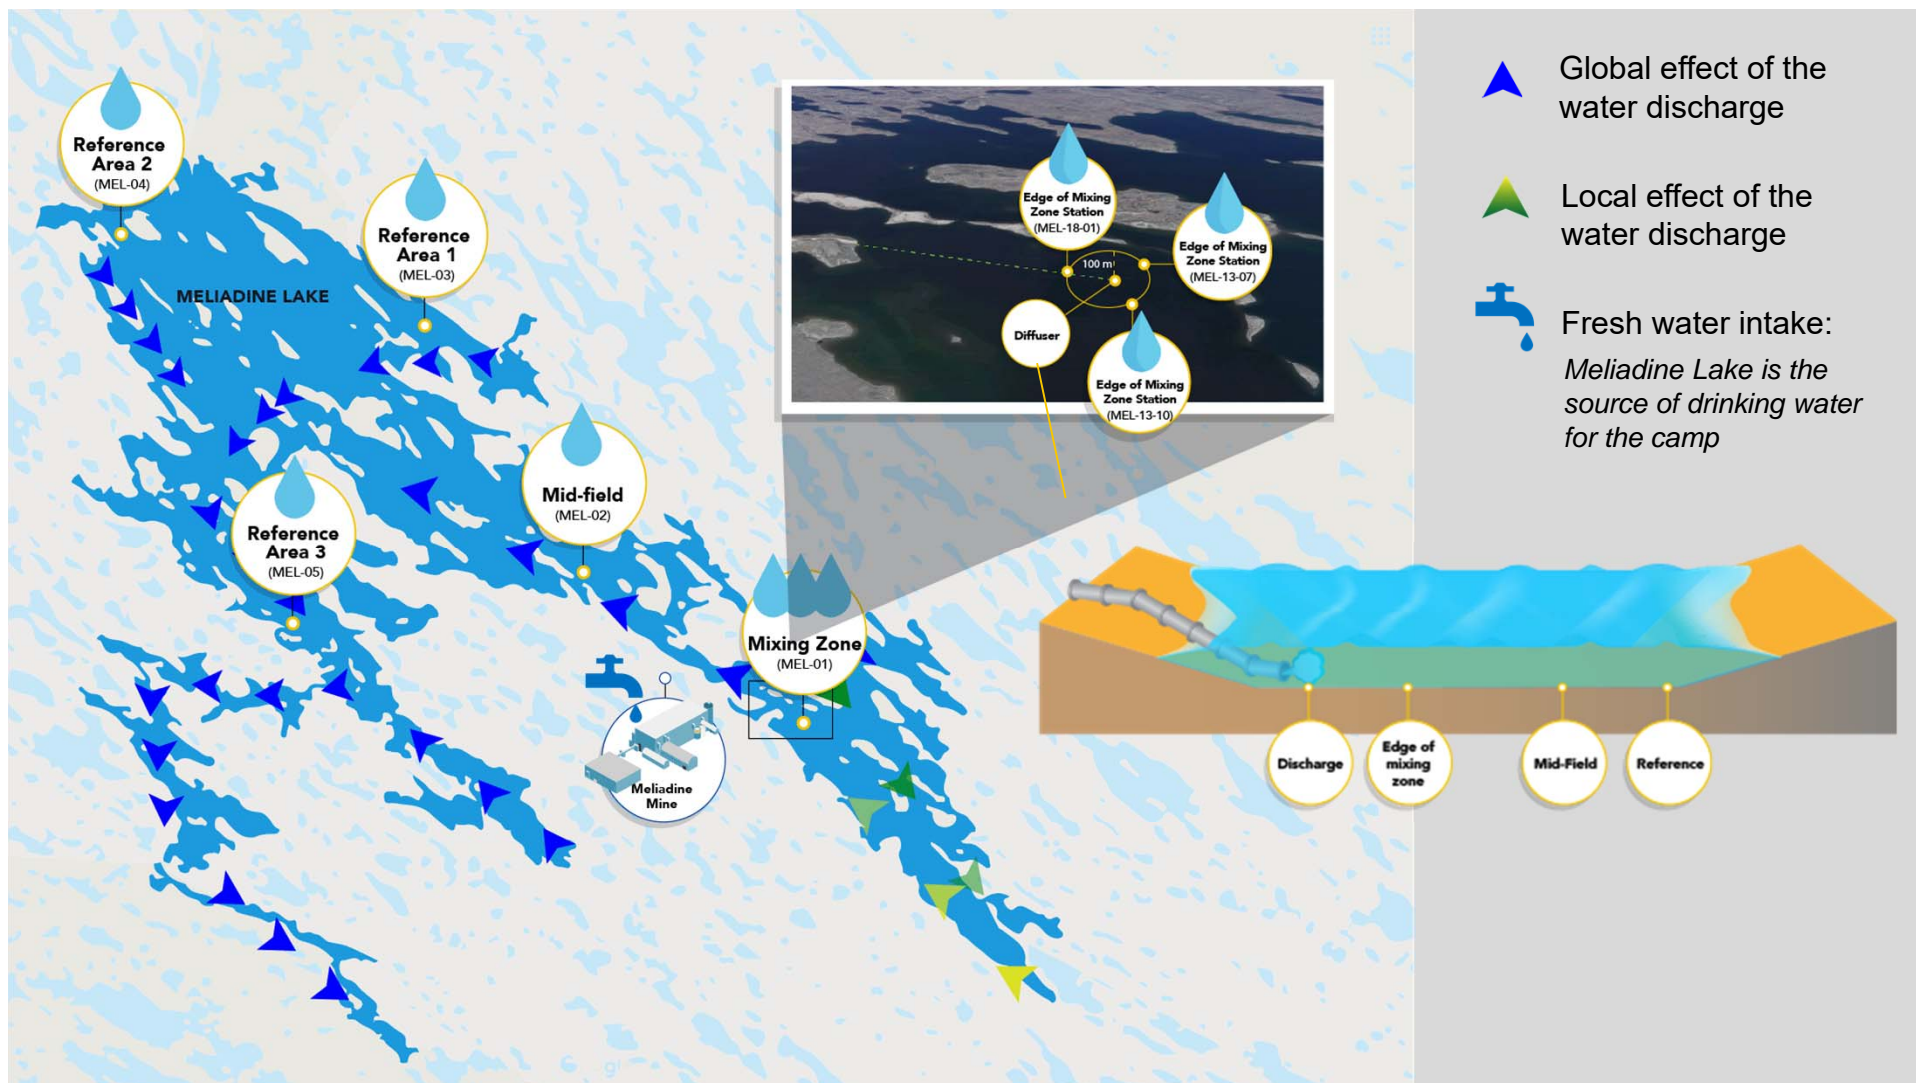 Reference
Area 2
(MEL-04)
Reference
Area 1
(MEL-03)
MELIADINE LAKE
Mid-field
(MEL-02)
Reference
Area 3
(MEL-05)
Mixing Zone
(MEL-01)
Meliadine
Mine
Edge of Mixing
Zone Station
(MEL-18-01)
Edge of Mixing
Zone Station
(MEL-13-07)
100 m
Diffuser
Edge of Mixing
Zone Station
(MEL-13-10)
Global effect of the
water discharge
Local effect of the
water discharge
Fresh water intake:
Meliadine Lake is the
source of drinking water
for the camp
Discharge
Edge of
mixing
zone
Mid-Field
Reference